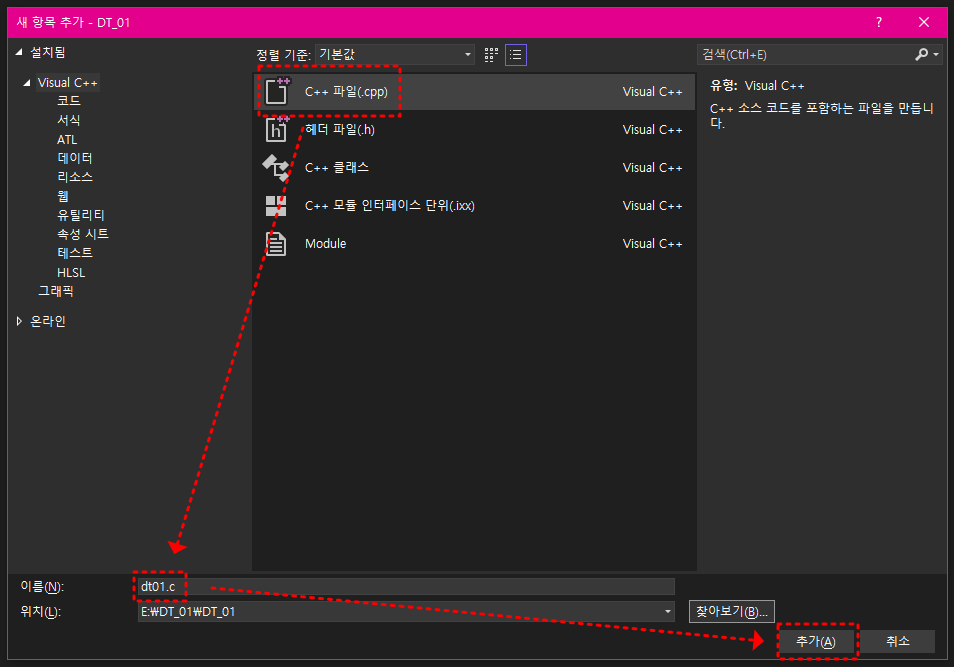 새 항목 추가 - DT_01
?
설치됨
Visual C++
코드
서식
ATL
데이터
리소스
웹
유틸리티
속성 시트
테스트
HLSL
그래픽
온라인
정렬 기준: 기본값
C++ 파일(.cpp) Visual C++
헤더 파일(.h) Visual C++
C++ 클래스 Visual C++
C++ 모듈 인터페이스 단위(.ixx) Visual C++
Module Visual C++
검색(Ctrl+E)
유형: Visual C++
C++ 소스 코드를 포함하는 파일을 만듭니
다.
이름(N): dt01.c
위치(L): E:₩DT_01₩DT_01
찾아보기(B)...
추가(A) 취소